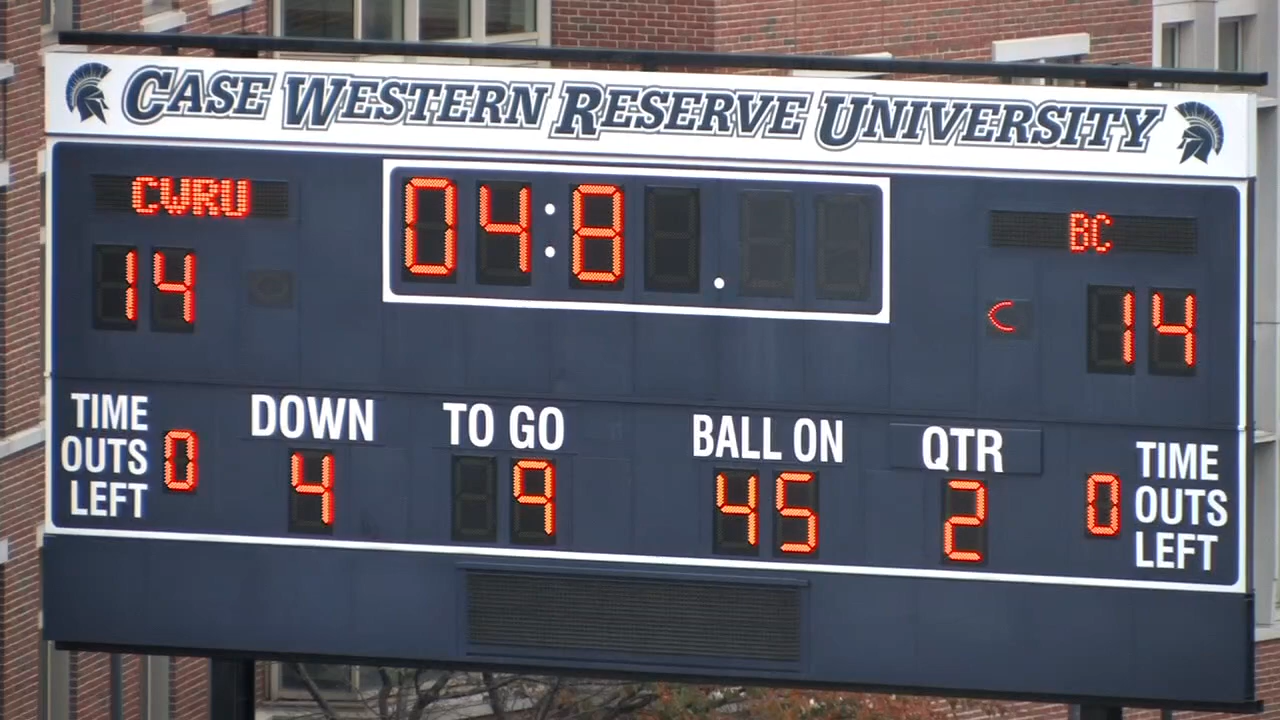 CASE WESTERN RESERVE UNIVERSITY
CWRU
04:8 .
BC
14
<
14
TIME OUTS LEFT 0
DOWN
4
TO GO
9
BALL ON
45
QTR
2
0 TIME OUTS LEFT